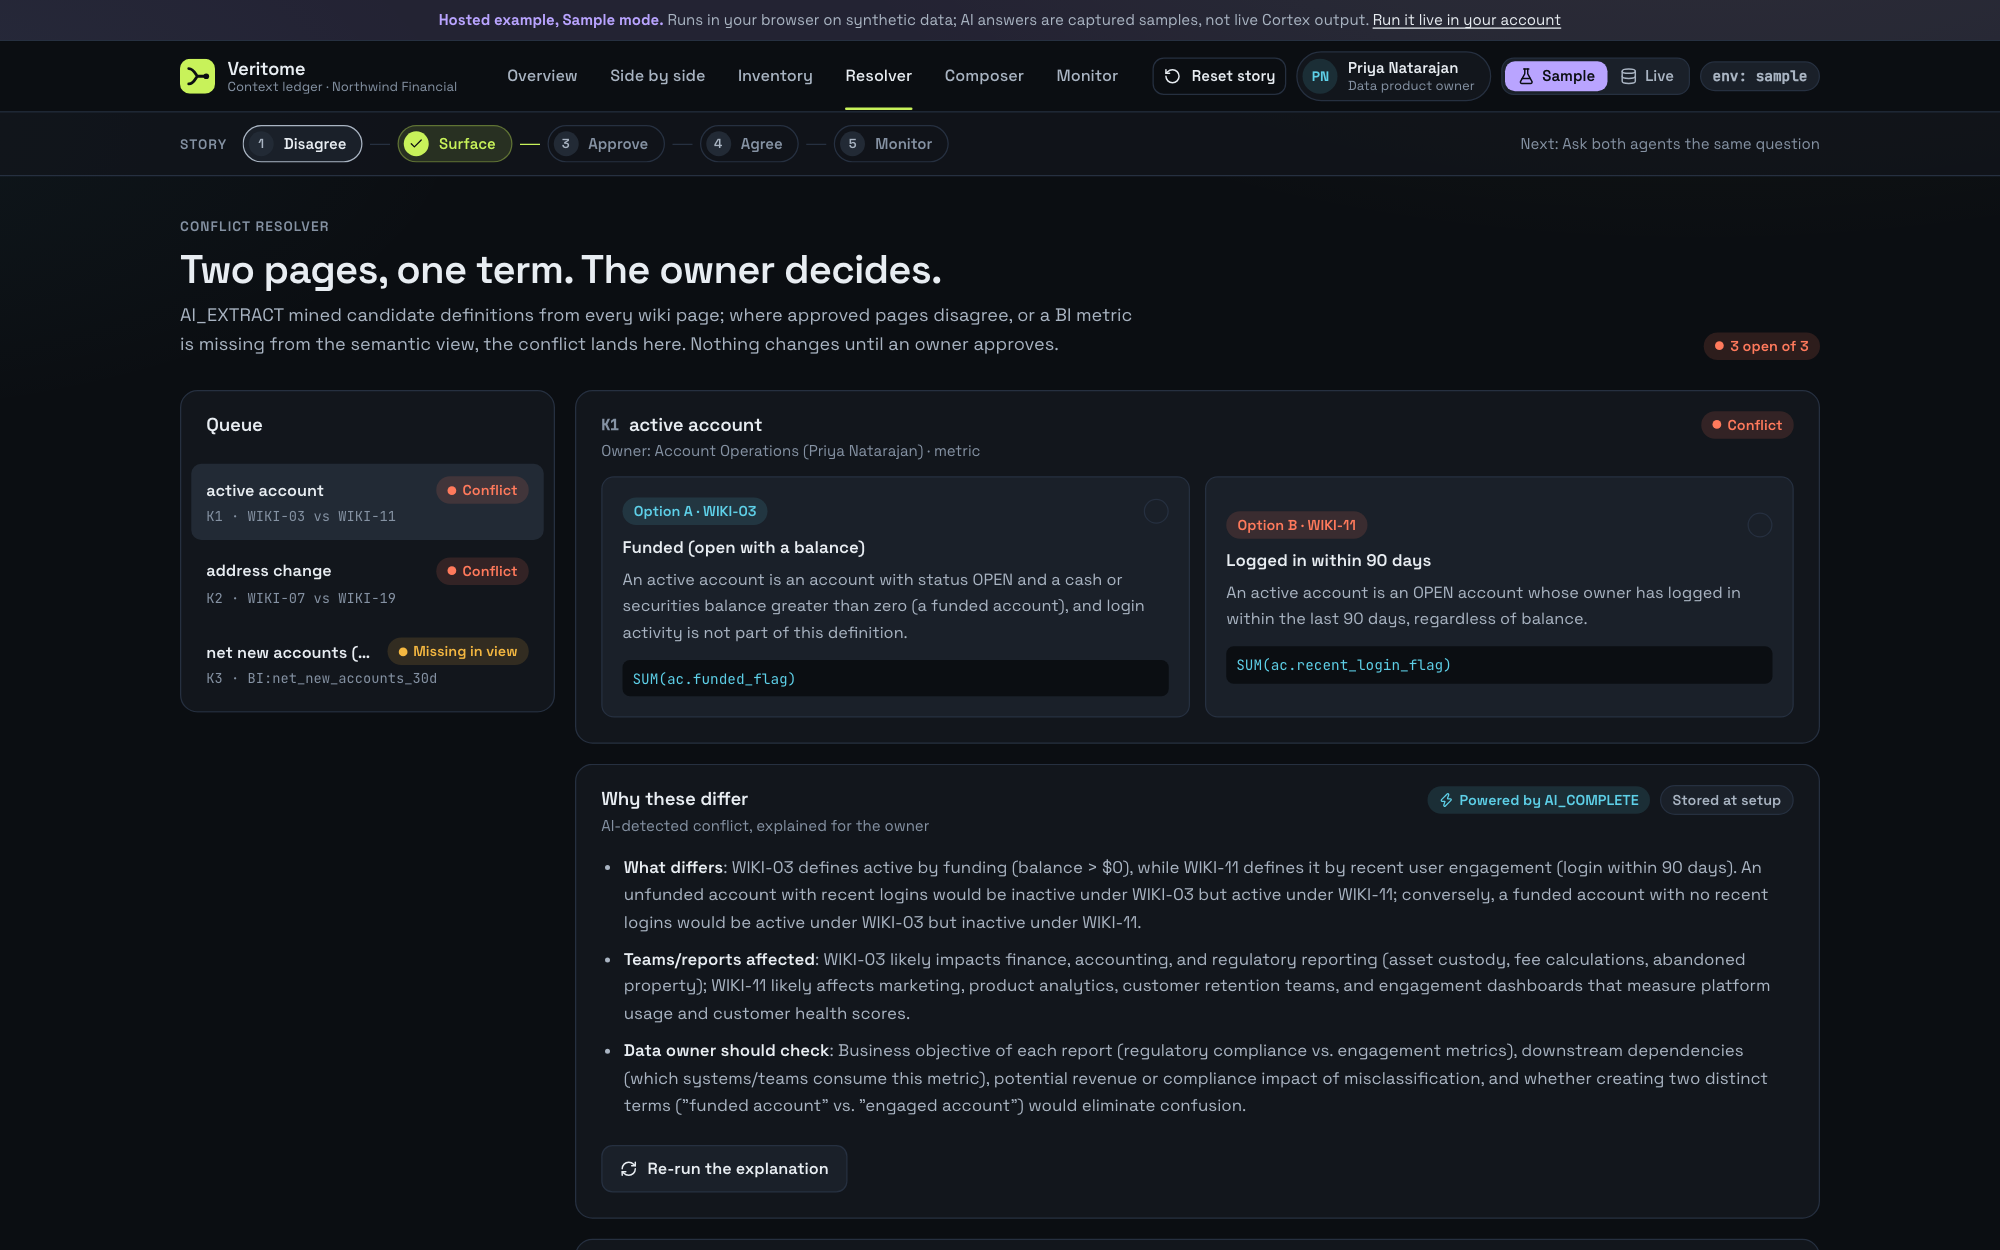 Hosted example, Sample mode. Runs in your browser on synthetic data; AI answers are captured samples, not live Cortex output. Run it live in your account
Veritome
Context ledger · Northwind Financial
Overview
Side by side
Inventory
Resolver
Composer
Monitor
Reset story
PN
Priya Natarajan
Data product owner
Sample
Live
env: sample
STORY
1 Disagree
Surface
3 Approve
4 Agree
5 Monitor
Next: Ask both agents the same question
CONFLICT RESOLVER
Two pages, one term. The owner decides.
AI_EXTRACT mined candidate definitions from every wiki page; where approved pages disagree, or a BI metric
is missing from the semantic view, the conflict lands here. Nothing changes until an owner approves.
3 open of 3
Queue
active account
Conflict
K1 · WIKI-03 vs WIKI-11
address change
Conflict
K2 · WIKI-07 vs WIKI-19
net new accounts (…
Missing in view
K3 · BI:net_new_accounts_30d
K1 active account
Conflict
Owner: Account Operations (Priya Natarajan) · metric
Option A · WIKI-03
Funded (open with a balance)
An active account is an account with status OPEN and a cash or
securities balance greater than zero (a funded account), and login
activity is not part of this definition.
SUM(ac.funded_flag)
Option B · WIKI-11
Logged in within 90 days
An active account is an OPEN account whose owner has logged in
within the last 90 days, regardless of balance.
SUM(ac.recent_login_flag)
Why these differ
Powered by AI_COMPLETE
Stored at setup
AI-detected conflict, explained for the owner
• What differs: WIKI-03 defines active by funding (balance > $0), while WIKI-11 defines it by recent user engagement (login within 90 days). An
unfunded account with recent logins would be inactive under WIKI-03 but active under WIKI-11; conversely, a funded account with no recent
logins would be active under WIKI-03 but inactive under WIKI-11.
• Teams/reports affected: WIKI-03 likely impacts finance, accounting, and regulatory reporting (asset custody, fee calculations, abandoned
property); WIKI-11 likely affects marketing, product analytics, customer retention teams, and engagement dashboards that measure platform
usage and customer health scores.
• Data owner should check: Business objective of each report (regulatory compliance vs. engagement metrics), downstream dependencies
(which systems/teams consume this metric), potential revenue or compliance impact of misclassification, and whether creating two distinct
terms ("funded account" vs. "engaged account") would eliminate confusion.
Re-run the explanation